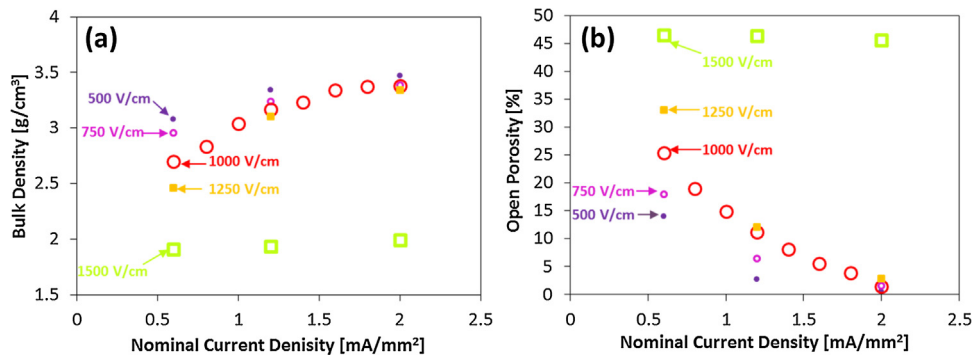 (a)
Bulk Density [g/cm³]
4
3.5
3
2.5
2
1.5
500 V/cm
750 V/cm
1000 V/cm
1250 V/cm
1500 V/cm
0
0.5
1
1.5
2
2.5
Nominal Current Denisity [mA/mm²]
(b)
Open Porosity [%]
50
45
40
35
30
25
20
15
10
5
0
1500 V/cm
1250 V/cm
1000 V/cm
750 V/cm
500 V/cm
0
0.5
1
1.5
2
2.5
Nominal Current Density [mA/mm²]